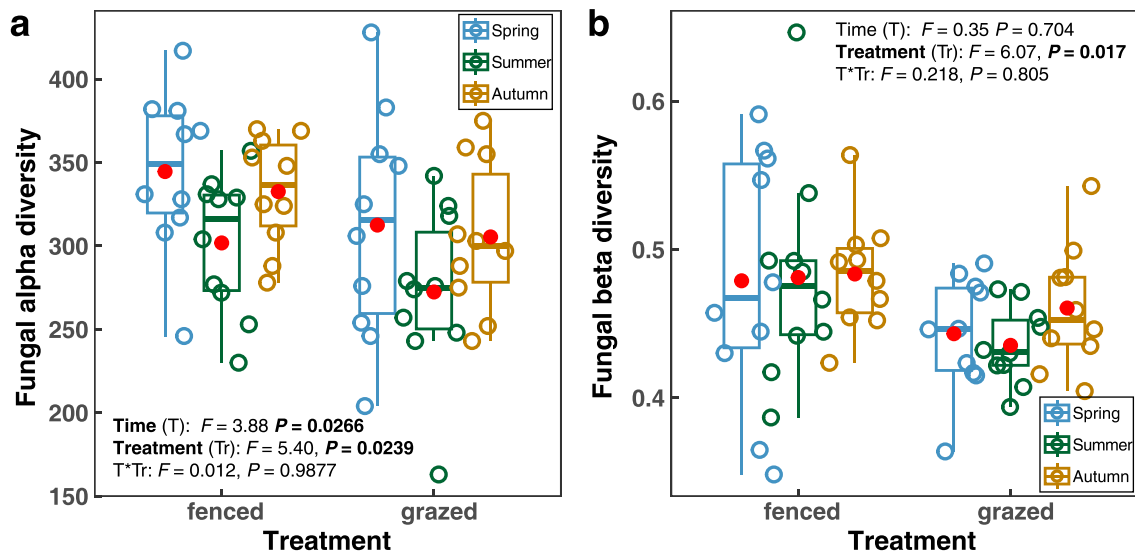 a
Fungal alpha diversity
400
350
300
250
200
150
Spring
Summer
Autumn
Time (T): F = 3.88 P = 0.0266
Treatment (Tr): F = 5.40, P = 0.0239
T*Tr: F = 0.012, P = 0.9877
fenced
grazed
Treatment
b
Fungal beta diversity
0.6
0.5
0.4
Time (T): F = 0.35 P = 0.704
Treatment (Tr): F = 6.07, P = 0.017
T*Tr: F = 0.218, P = 0.805
Spring
Summer
Autumn
fenced
grazed
Treatment